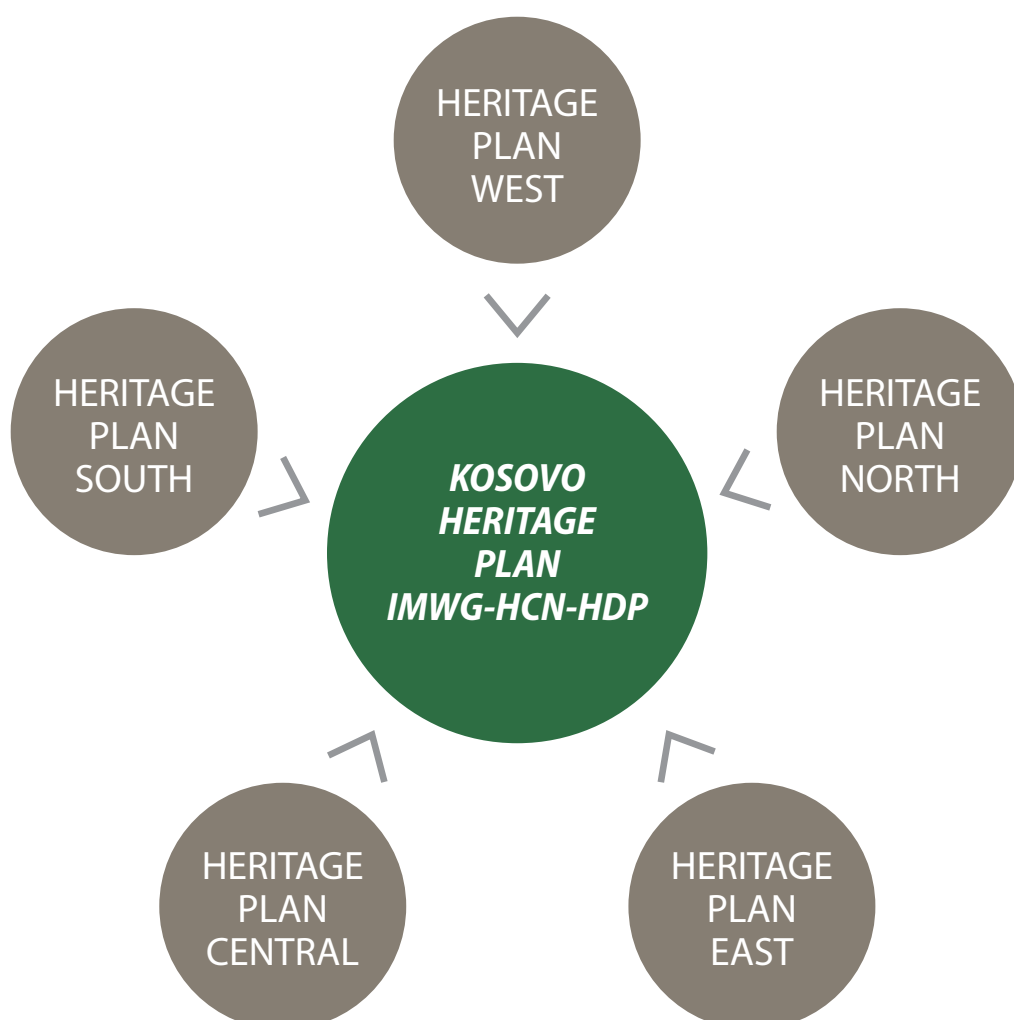 HERITAGE
PLAN
WEST
HERITAGE
PLAN
SOUTH
HERITAGE
PLAN
NORTH
KOSOVO
HERITAGE
PLAN
IMWG-HCN-HDP
HERITAGE
PLAN
CENTRAL
HERITAGE
PLAN
EAST